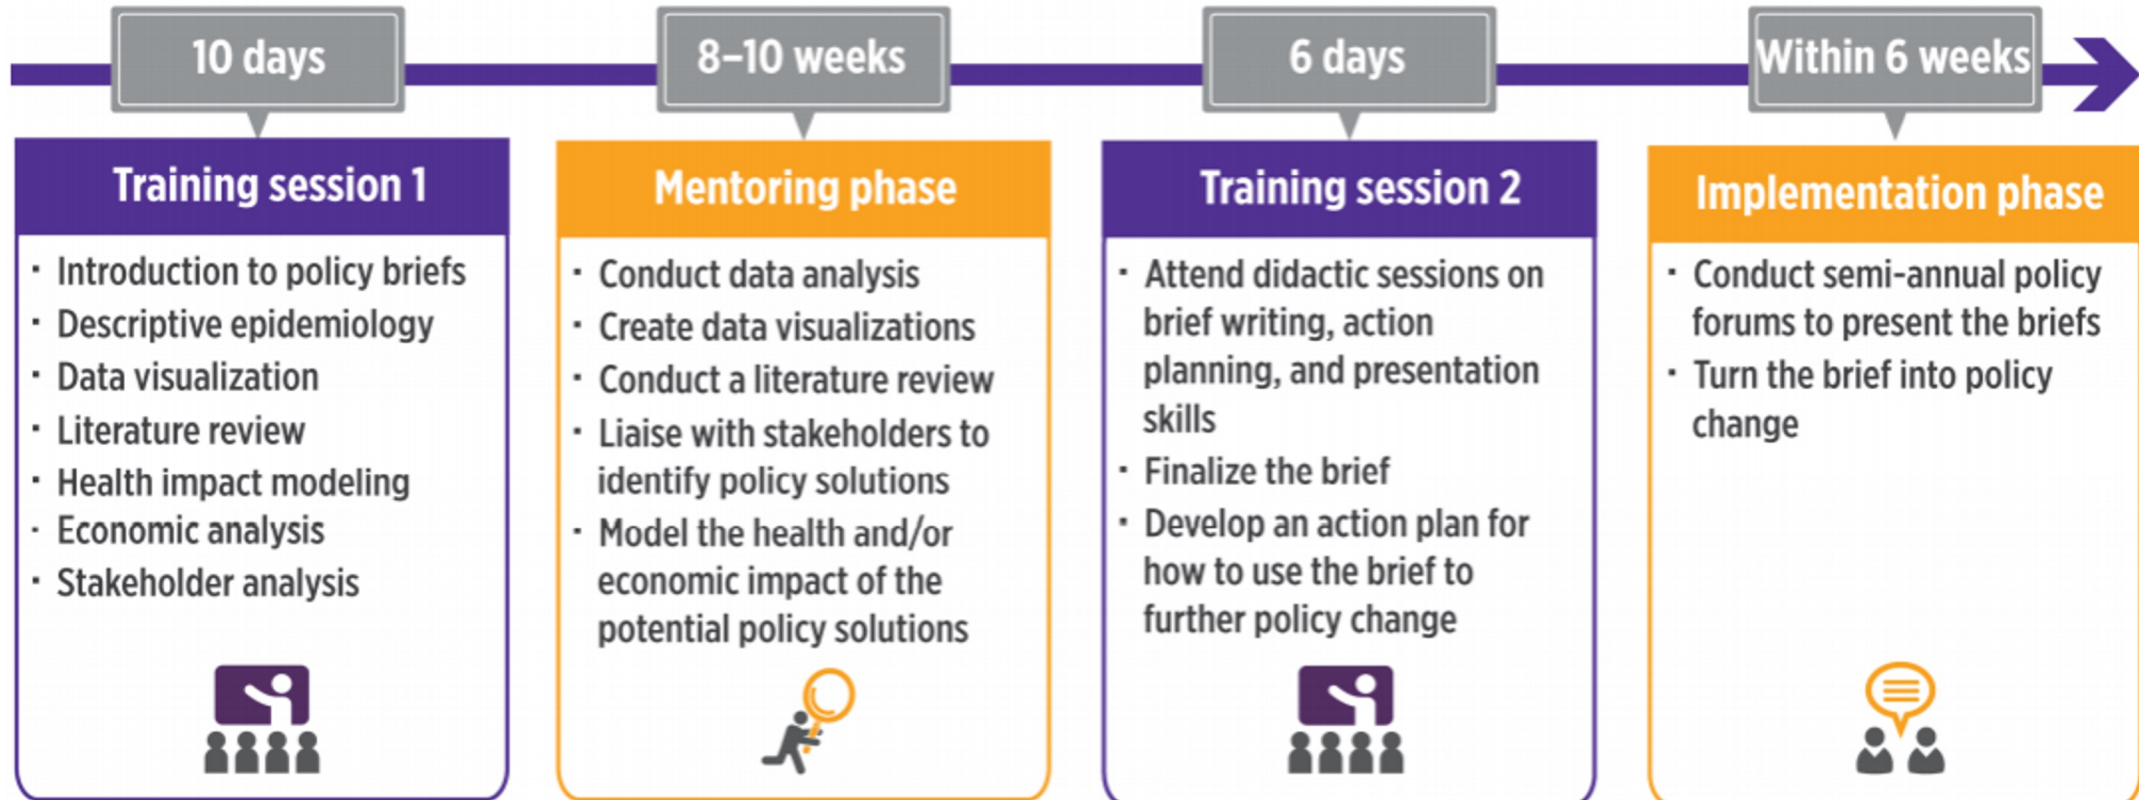 10 days
8–10 weeks
6 days
Within 6 weeks
Training session 1
· Introduction to policy briefs
· Descriptive epidemiology
· Data visualization
· Literature review
· Health impact modeling
· Economic analysis
· Stakeholder analysis
Mentoring phase
· Conduct data analysis
· Create data visualizations
· Conduct a literature review
· Liaise with stakeholders to
identify policy solutions
· Model the health and/or
economic impact of the
potential policy solutions
Training session 2
· Attend didactic sessions on
brief writing, action
planning, and presentation
skills
· Finalize the brief
· Develop an action plan for
how to use the brief to
further policy change
Implementation phase
· Conduct semi-annual policy
forums to present the briefs
· Turn the brief into policy
change